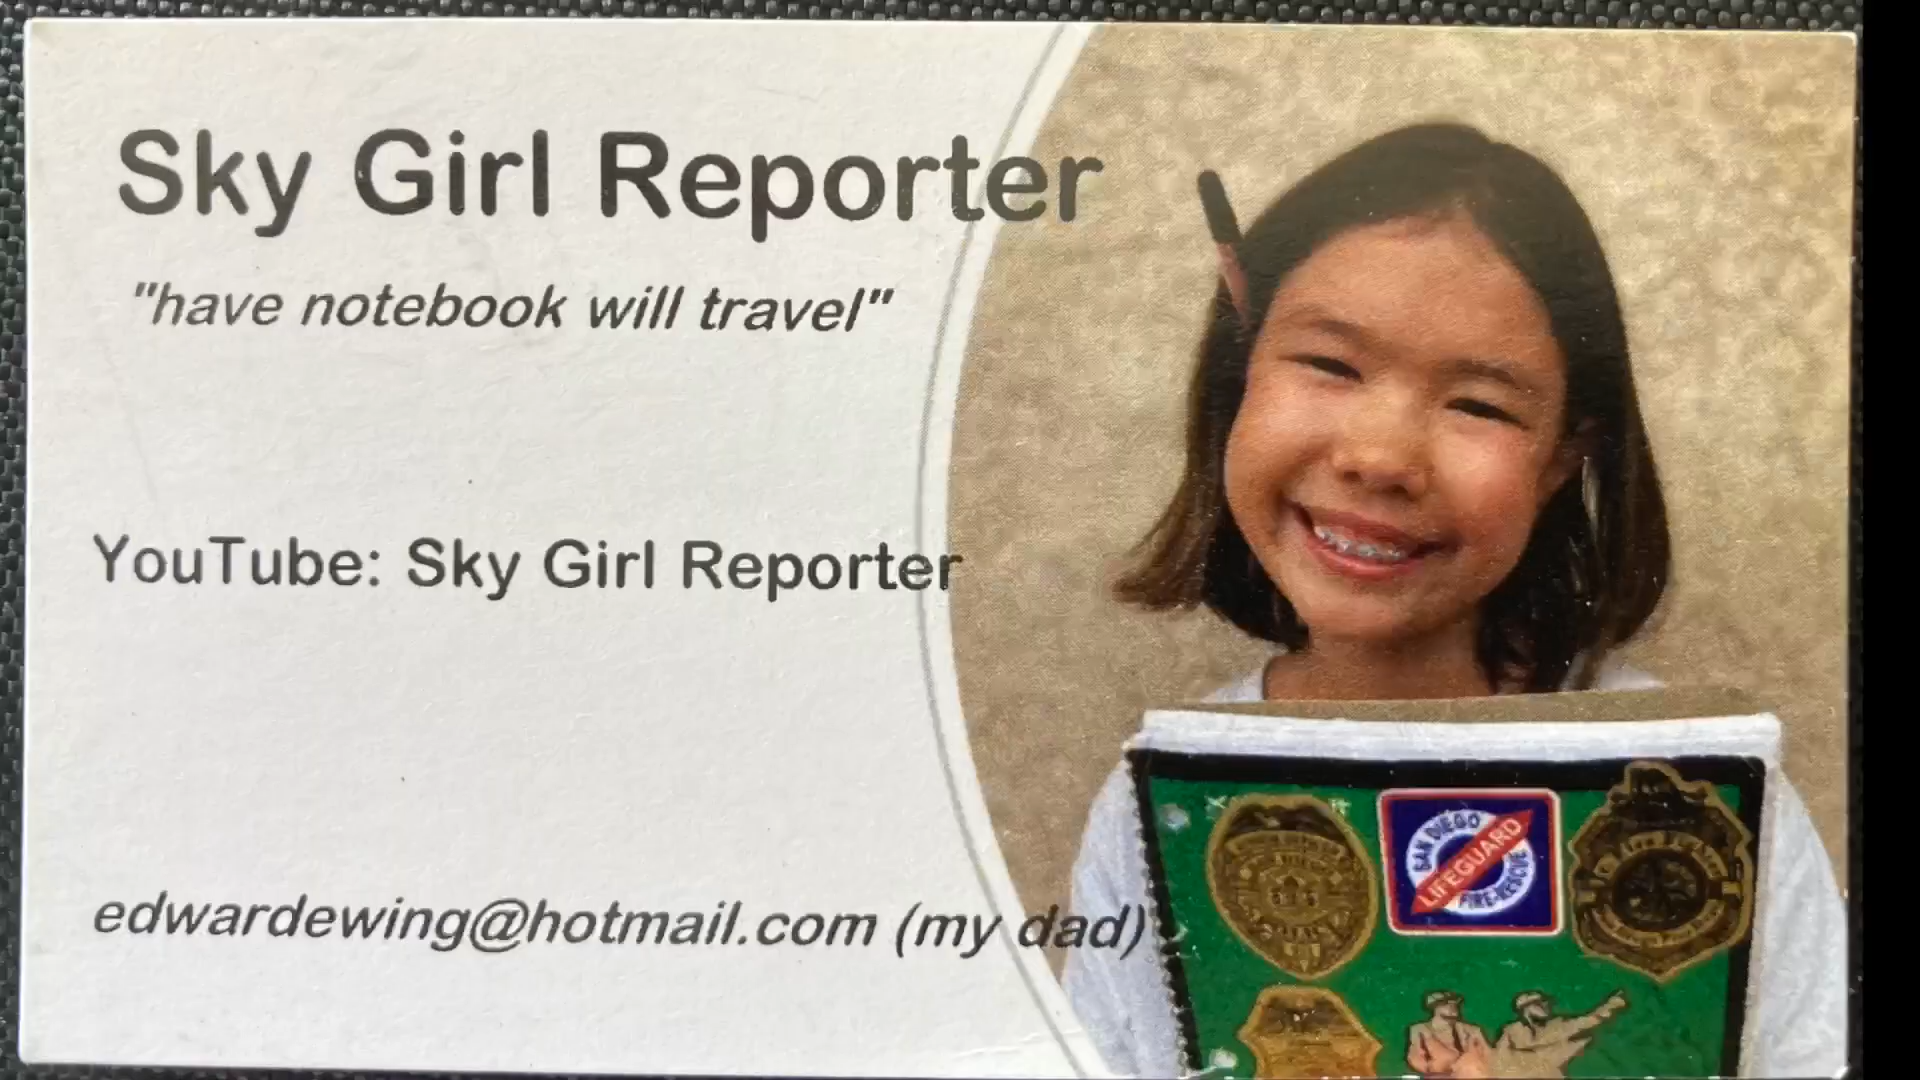 Sky Girl Reporter
"have notebook will travel"
YouTube: Sky Girl Reporter
edwardewing@hotmail.com (my dad)
SAN DIEGO
LIFEGUARD
FIRE-RESCUE